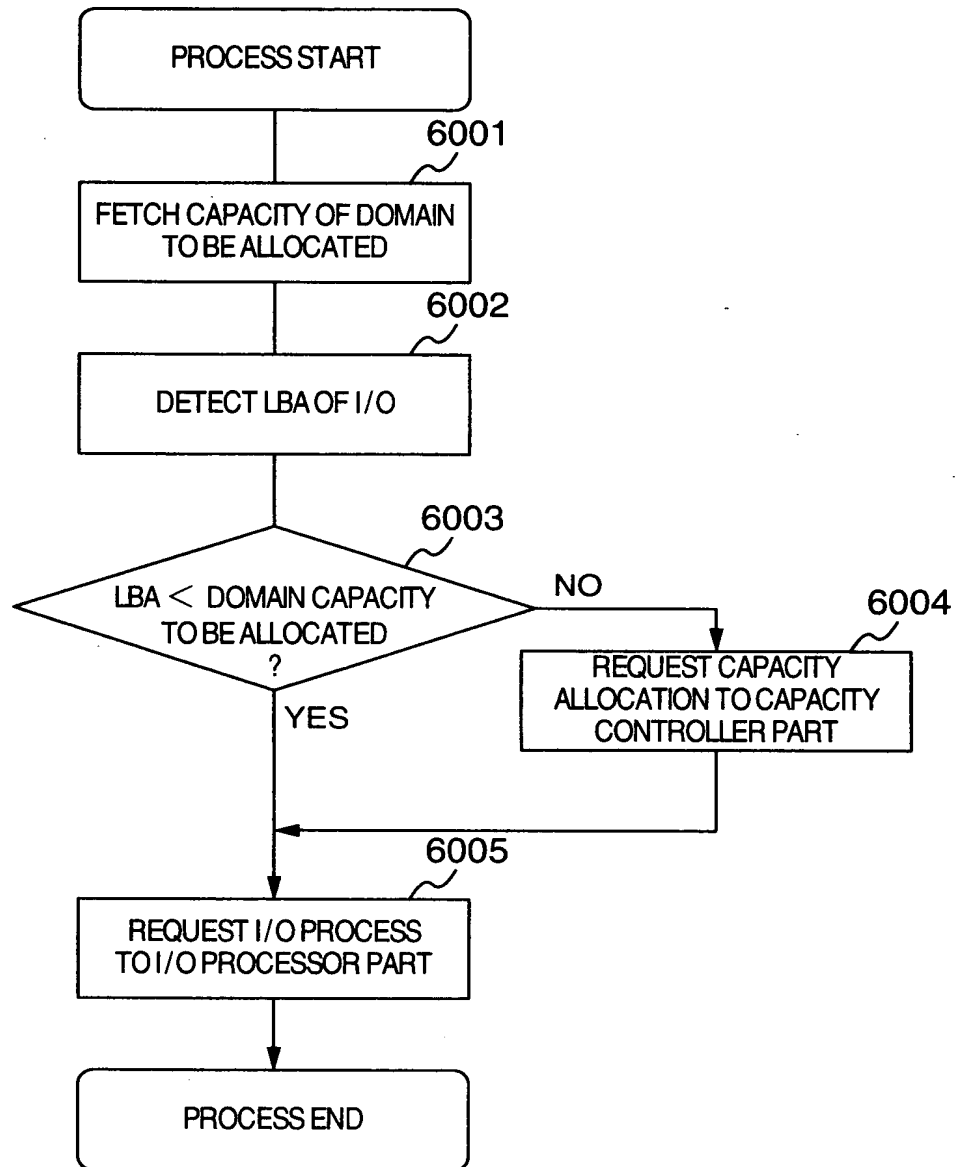 PROCESS START
6001
FETCH CAPACITY OF DOMAIN
TO BE ALLOCATED
6002
DETECT LBA OF I/O
6003
LBA < DOMAIN CAPACITY
TO BE ALLOCATED
?
NO
6004
REQUEST CAPACITY
ALLOCATION TO CAPACITY
CONTROLLER PART
YES
6005
REQUEST I/O PROCESS
TO I/O PROCESSOR PART
PROCESS END